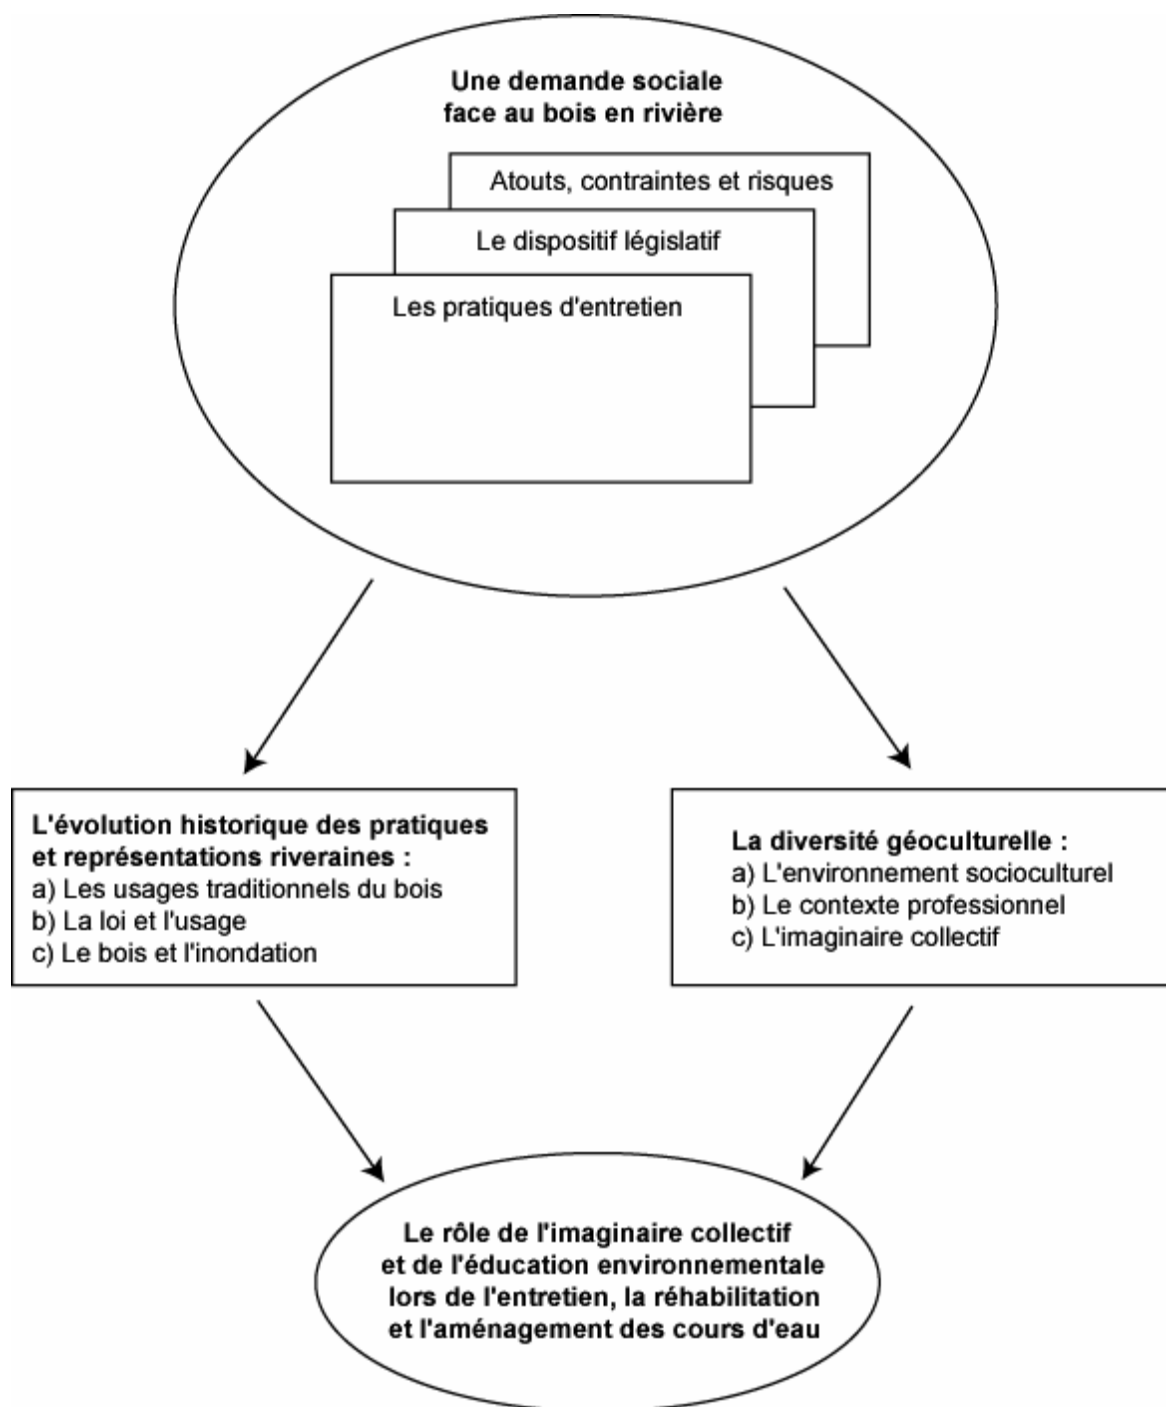 Une demande sociale
face au bois en rivière
Atouts, contraintes et risques
Le dispositif législatif
Les pratiques d'entretien
L'évolution historique des pratiques
et représentations riveraines :
a) Les usages traditionnels du bois
b) La loi et l'usage
c) Le bois et l'inondation
La diversité géoculturelle :
a) L'environnement socioculturel
b) Le contexte professionnel
c) L'imaginaire collectif
Le rôle de l'imaginaire collectif
et de l'éducation environnementale
lors de l'entretien, la réhabilitation
et l'aménagement des cours d'eau